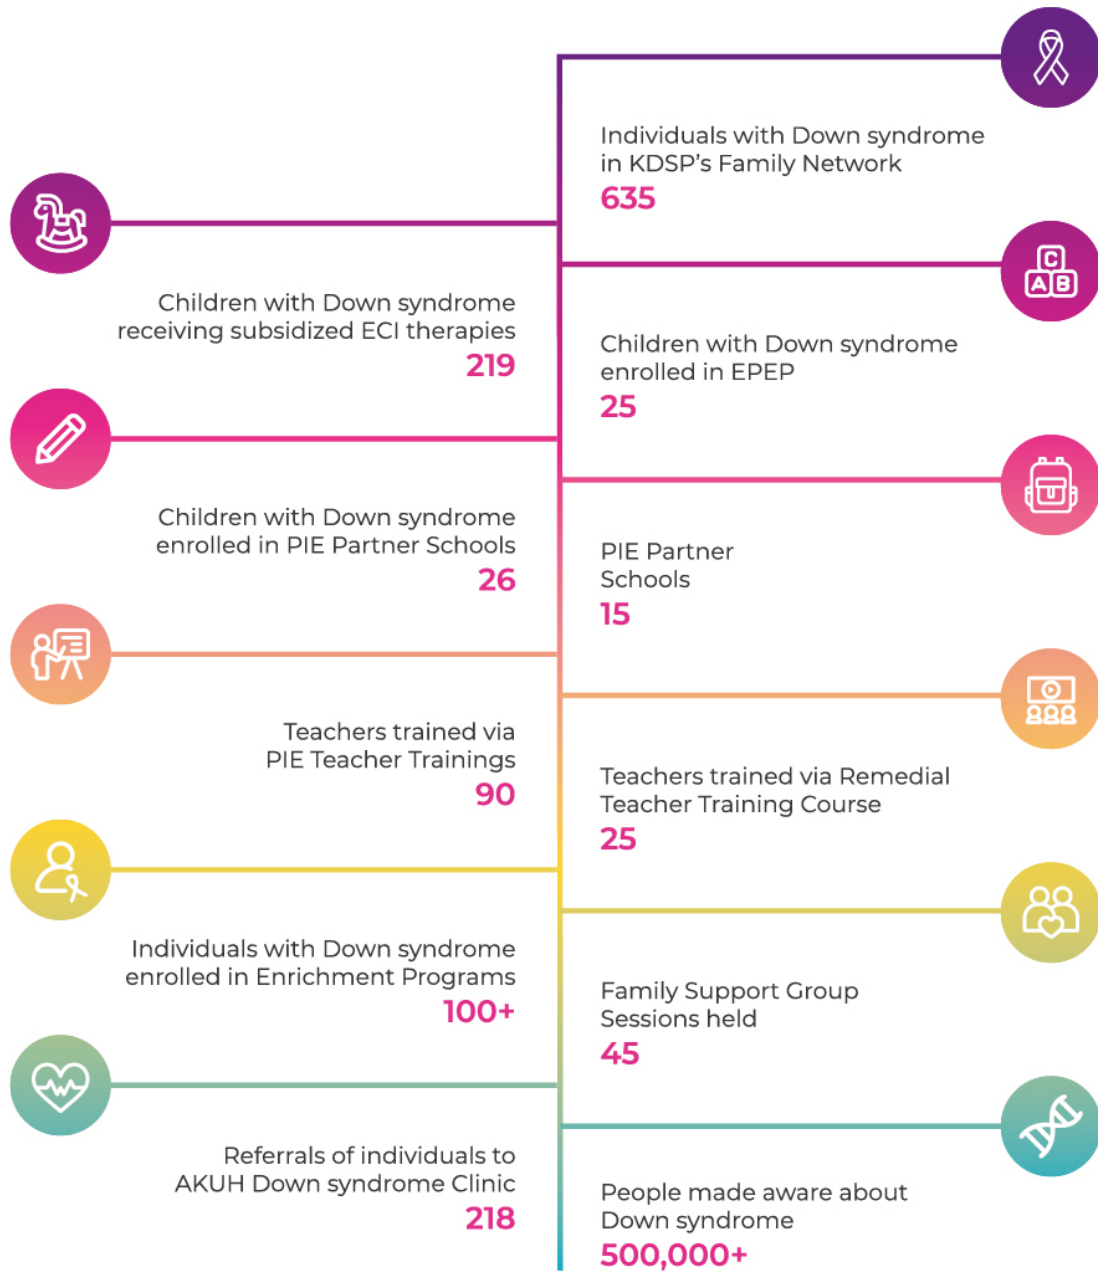 Individuals with Down syndrome
in KDSP's Family Network
635
Children with Down syndrome
receiving subsidized ECI therapies
219
C
A B
Children with Down syndrome
enrolled in EPEP
25
Children with Down syndrome
enrolled in PIE Partner Schools
26
PIE Partner
Schools
15
Teachers trained via
PIE Teacher Trainings
90
Teachers trained via Remedial
Teacher Training Course
25
Individuals with Down syndrome
enrolled in Enrichment Programs
100+
Family Support Group
Sessions held
45
Referrals of individuals to
AKUH Down syndrome Clinic
218
People made aware about
Down syndrome
500,000+